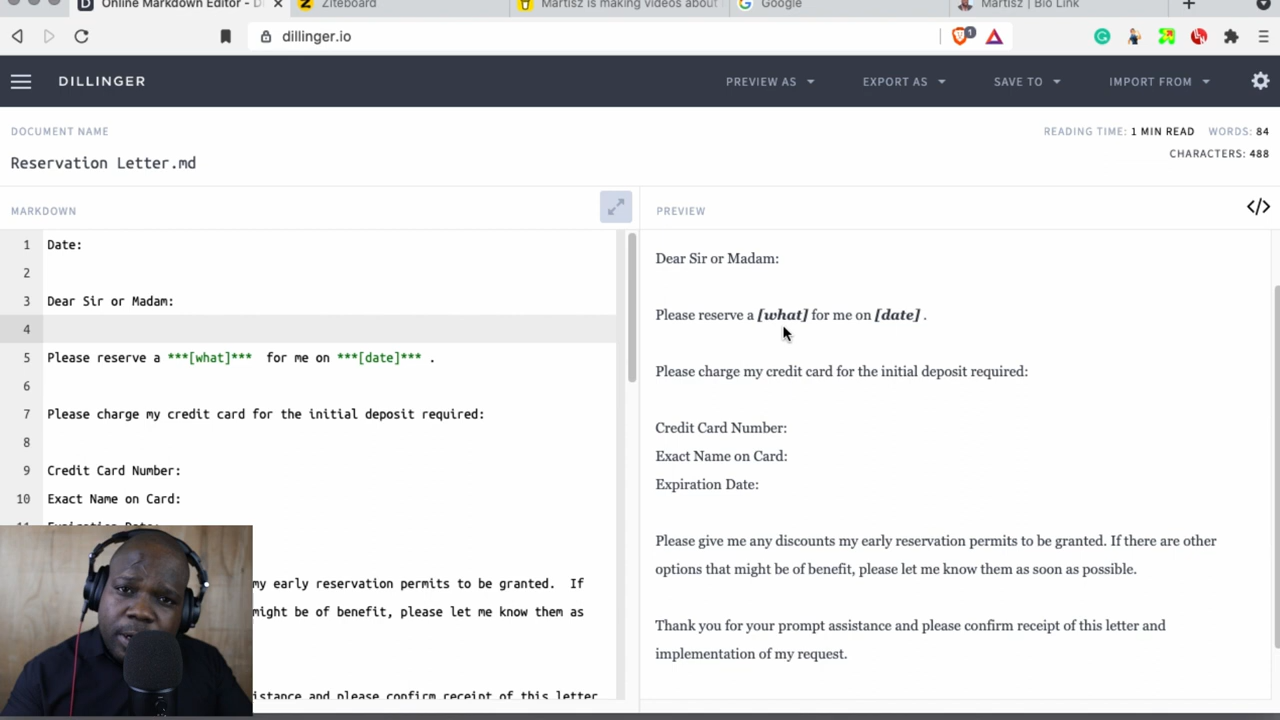 Online Markdown Editor - D
Ziteboard
Martisz is making videos about
Google
Martisz | Bio Link
dillinger.io
1
DILLINGER
PREVIEW AS
EXPORT AS
SAVE TO
IMPORT FROM
DOCUMENT NAME
READING TIME: 1 MIN READ WORDS: 84
CHARACTERS: 488
Reservation Letter.md
MARKDOWN
1 Date:
2
3 Dear Sir or Madam:
4
5 Please reserve a ***[what]*** for me on ***[date]*** .
6
7 Please charge my credit card for the initial deposit required:
8
9 Credit Card Number:
10 Exact Name on Card:
11 Expiration Date:
my early reservation permits to be granted. If
might be of benefit, please let me know them as
istance and please confirm receipt of this letter
PREVIEW
</>
Dear Sir or Madam:
Please reserve a [what] for me on [date] .
Please charge my credit card for the initial deposit required:
Credit Card Number:
Exact Name on Card:
Expiration Date:
Please give me any discounts my early reservation permits to be granted. If there are other
options that might be of benefit, please let me know them as soon as possible.
Thank you for your prompt assistance and please confirm receipt of this letter and
implementation of my request.